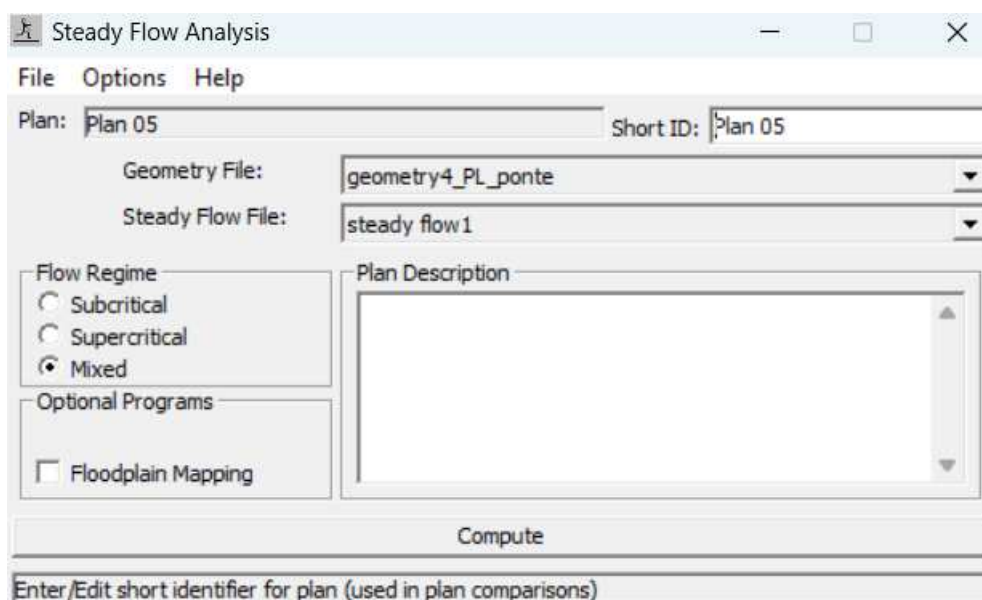 Steady Flow Analysis
File Options Help
Plan: Plan 05 Short ID: Plan 05
Geometry File: geometry4_PL_ponte
Steady Flow File: steady flow1
Flow Regime
Subcritical
Supercritical
Mixed
Plan Description
Optional Programs
Floodplain Mapping
Compute
Enter/Edit short identifier for plan (used in plan comparisons)